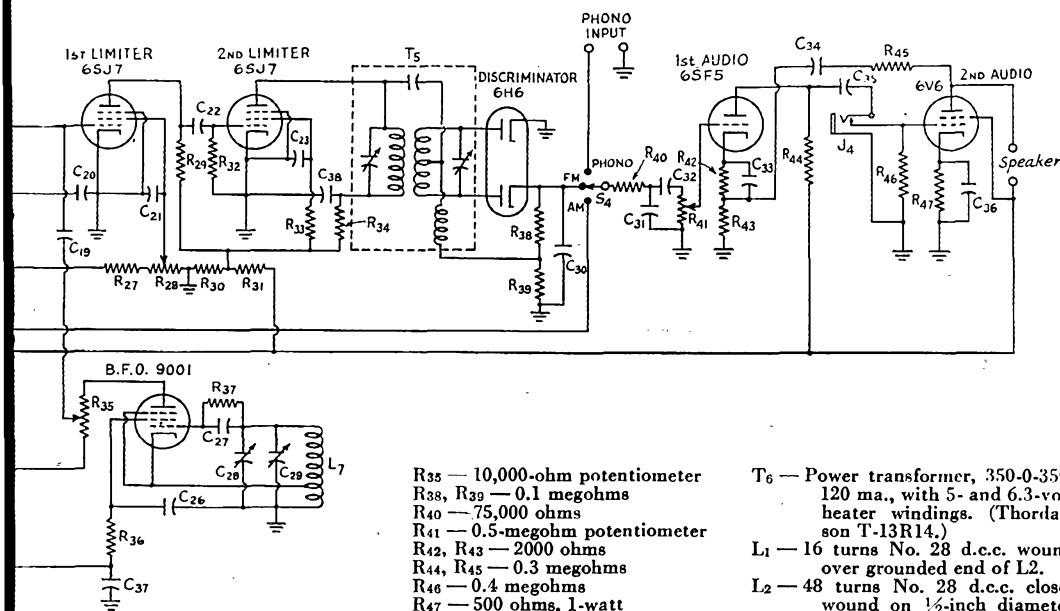 PHONO
INPUT
1ST LIMITER
6SJ7
2ND LIMITER
6SJ7
T5
DISCRIMINATOR
6H6
1st AUDIO
6SF5
C34
R45
C35
6V6
2ND AUDIO
C22
C23
R29
R32
C20
C21
C38
R33
R34
C19
R27
R28
R30
R31
PHONO
FM
AM
S4
R40
C32
C31
R41
R42
C33
R43
R44
J4
R46
R47
C36
Speaker
R38
R39
C30
B.F.O. 9001
R35
R37
C27
C28
C29
L7
C26
R36
C37
R35 — 10,000-ohm potentiometer
R38, R39 — 0.1 megohms
R40 — 75,000 ohms
R41 — 0.5-megohm potentiometer
R42, R43 — 2000 ohms
R44, R45 — 0.3 megohms
R46 — 0.4 megohms
R47 — 500 ohms, 1-watt
T6 — Power transformer, 350-0-35
120 ma., with 5- and 6.3-vo
heater windings. (Thorda
son T-13R14.)
L1 — 16 turns No. 28 d.c.c. woun
over grounded end of L2.
L2 — 48 turns No. 28 d.c.c. close
wound on ½-inch diamete